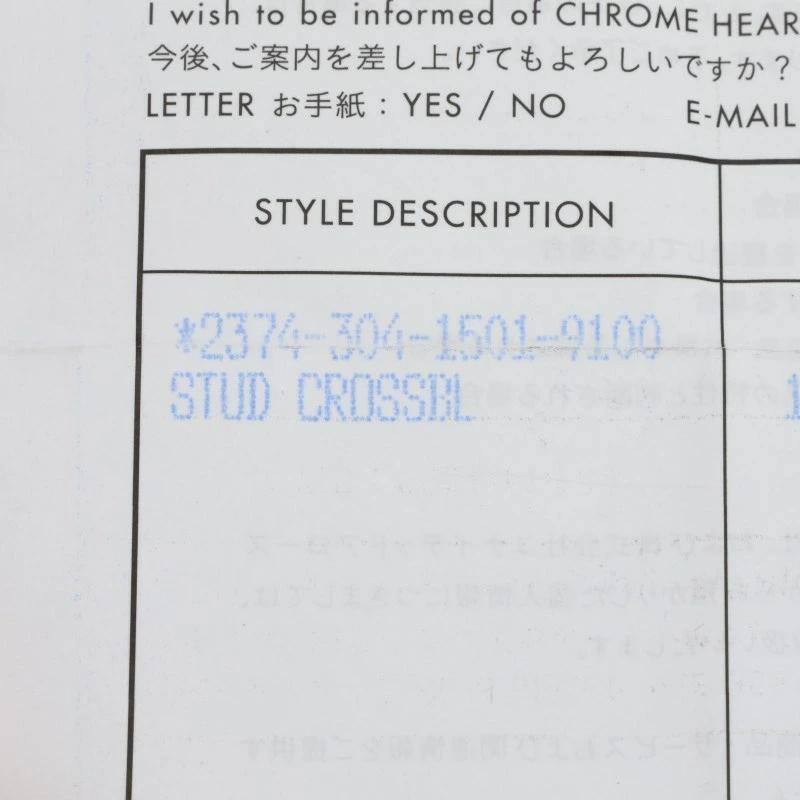 I wish to be informed of CHROME HEAR
今後、ご案内を差し上げてもよろしいですか？
LETTER お手紙 : YES / NO E-MAIL
STYLE DESCRIPTION
*2374-304-1501-9100
STUD CROSSBL 1